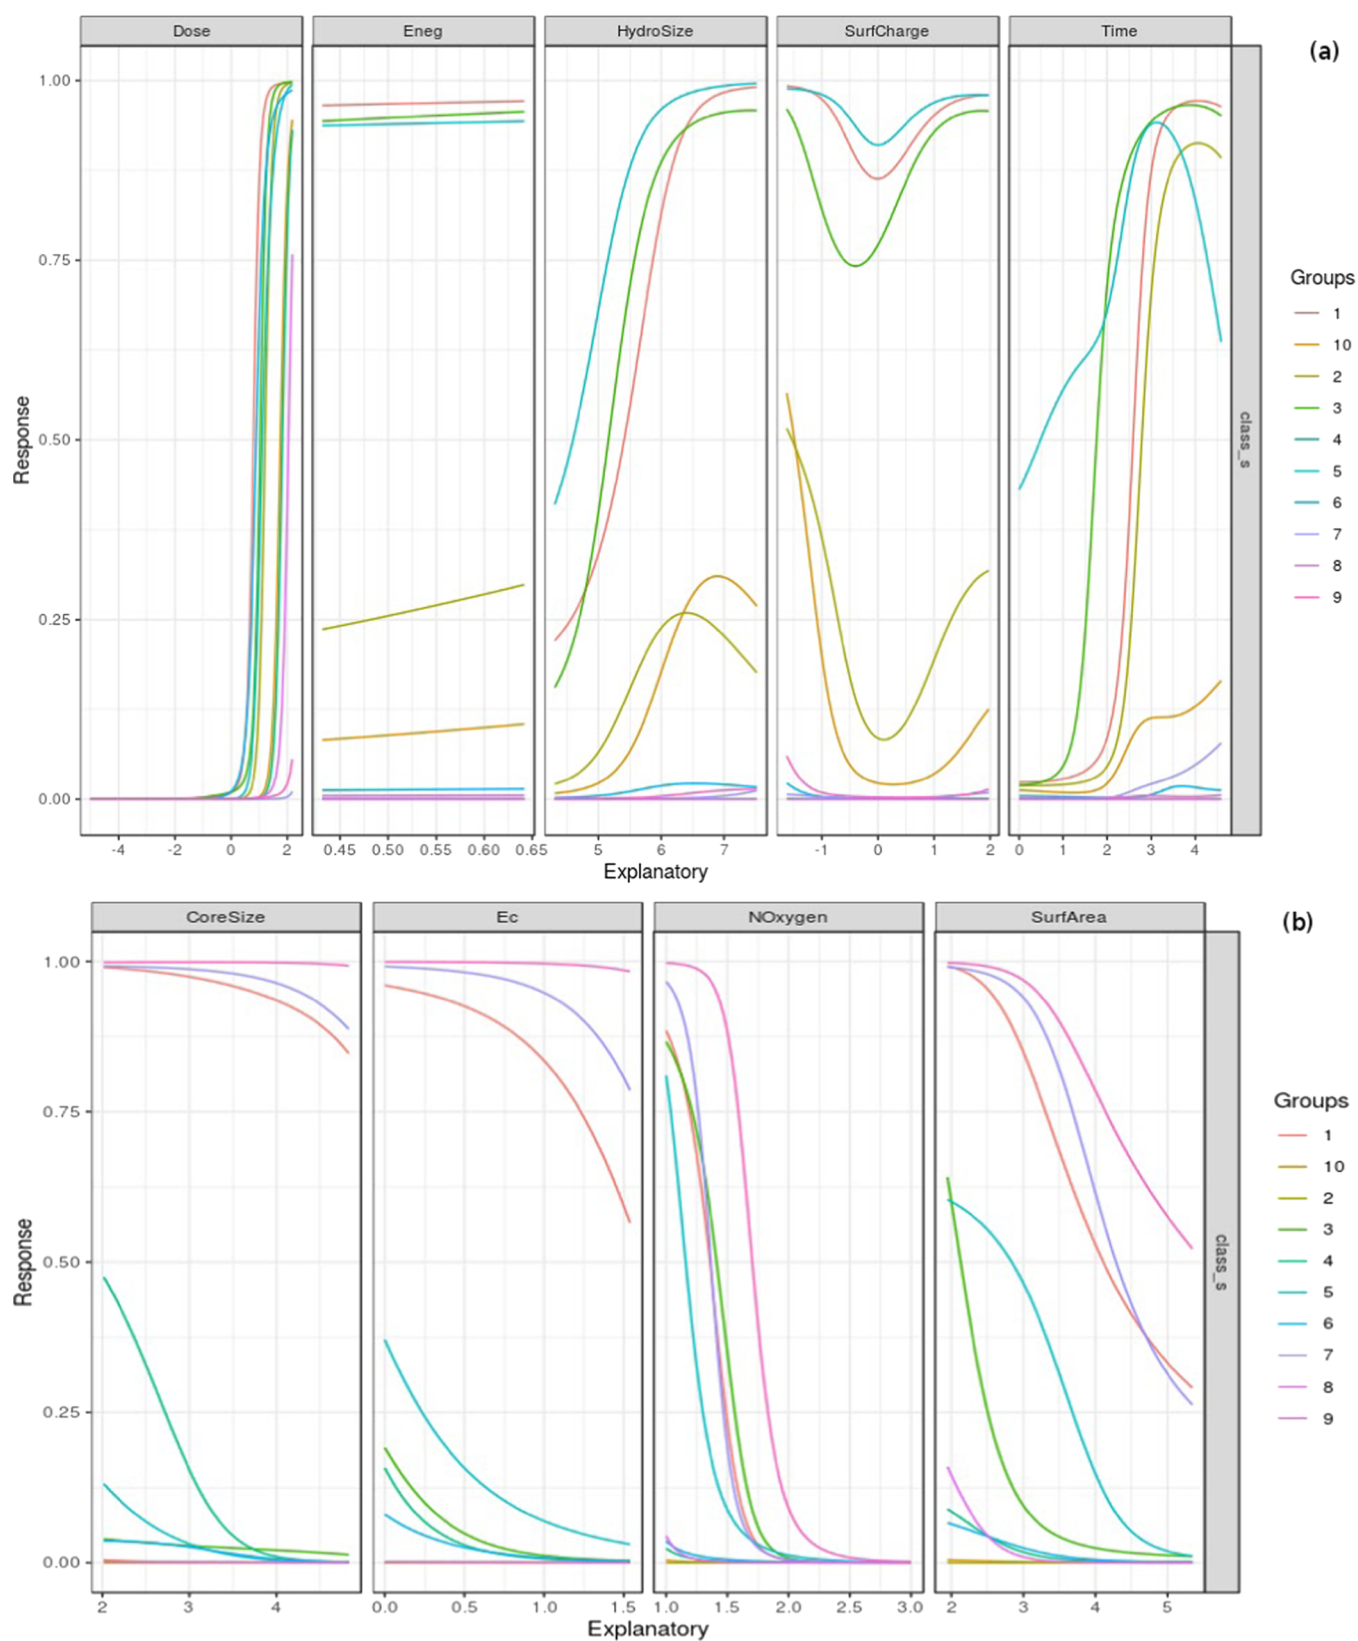 Dose Eneg HydroSize SurfCharge Time
(a)
1.00
0.75
0.50
0.25
0.00
Response
class_s
Groups
1
10
2
3
4
5
6
7
8
9
-4 -2 0 2 0.45 0.50 0.55 0.60 0.65 5 6 7 -1 0 1 2 0 1 2 3 4
Explanatory
CoreSize Ec NOxygen SurfArea
(b)
1.00
0.75
0.50
0.25
0.00
Response
class_s
Groups
1
10
2
3
4
5
6
7
8
9
2 3 4 0.0 0.5 1.0 1.5 1.0 1.5 2.0 2.5 3.0 2 3 4 5
Explanatory